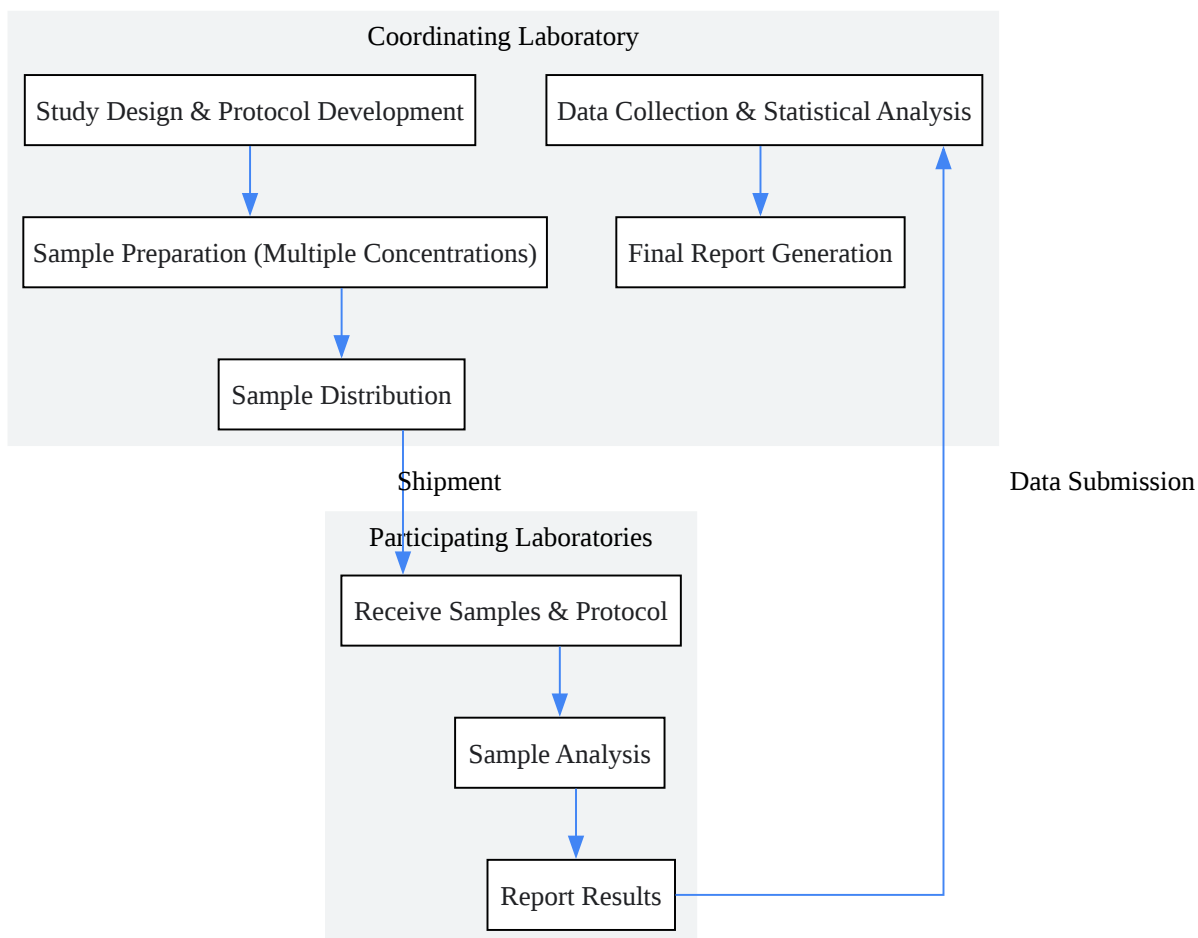 Coordinating Laboratory
Study Design & Protocol Development
Data Collection & Statistical Analysis
Sample Preparation (Multiple Concentrations)
Final Report Generation
Sample Distribution
Shipment
Data Submission
Participating Laboratories
Receive Samples & Protocol
Sample Analysis
Report Results